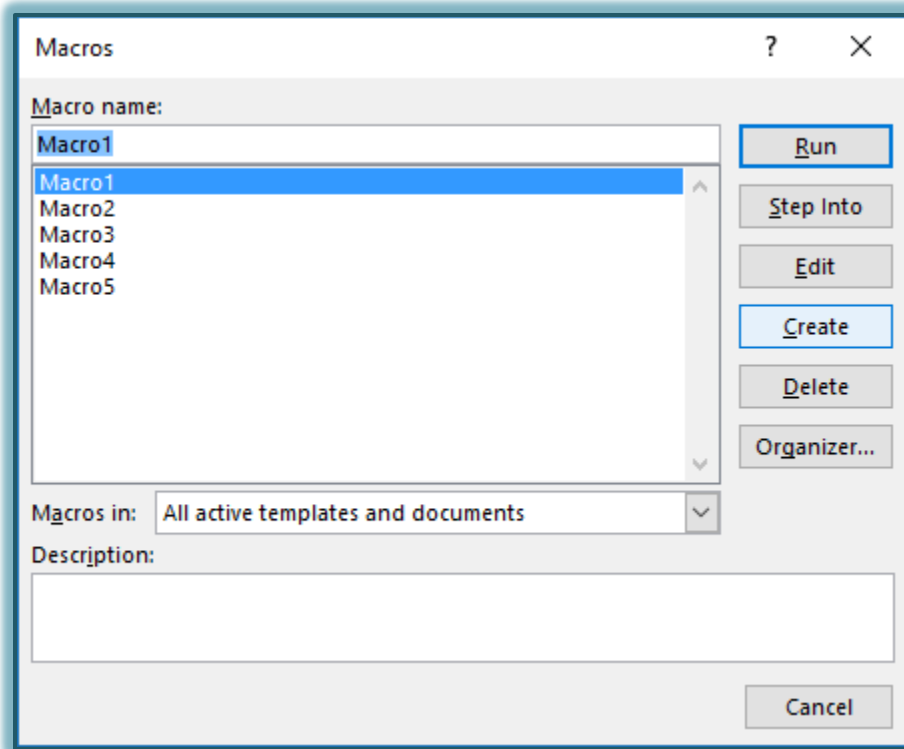 Macros ?
Macro name:
Macro1
Run
Macro1
Macro2
Macro3
Macro4
Macro5
Step Into
Edit
Create
Delete
Organizer...
Macros in: All active templates and documents
Description:
Cancel